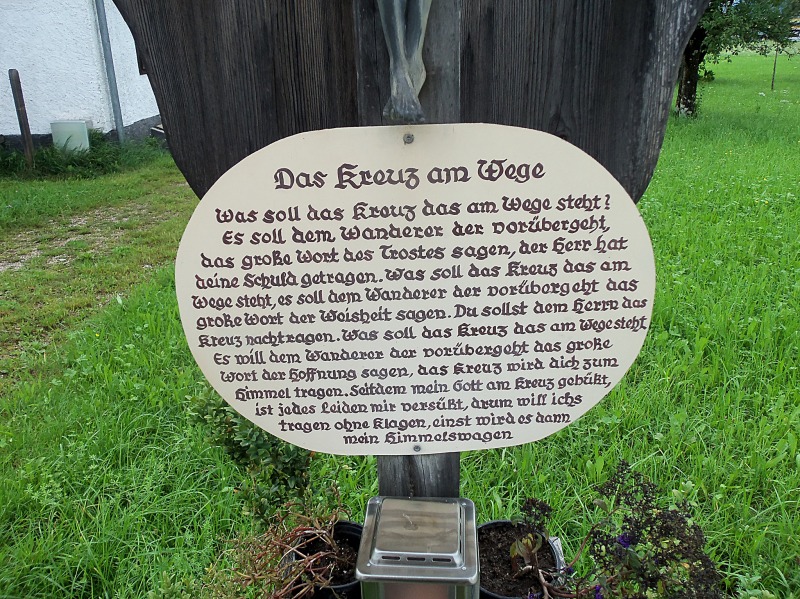 Das Kreuz am Wege
Was soll das Kreuz das am Wege steht?
Es soll dem Wanderer der vorübergeht,
das große Wort des Trostes sagen, der Herr hat
deine Schuld getragen. Was soll das Kreuz das am
Wege steht, es soll dem Wanderer der vorübergeht das
große Wort der Weisheit sagen. Du sollst dem Herrn das
Kreuz nachtragen. Was soll das Kreuz das am Wege steht
Es will dem Wanderer der vorübergeht das große
Wort der Hoffnung sagen, das Kreuz wird dich zum
Himmel tragen. Seitdem mein Gott am Kreuz gebüßt,
ist jedes Leiden mir versüßt, drum will ichs
tragen ohne Klagen, einst wird es dann
mein Himmelswagen